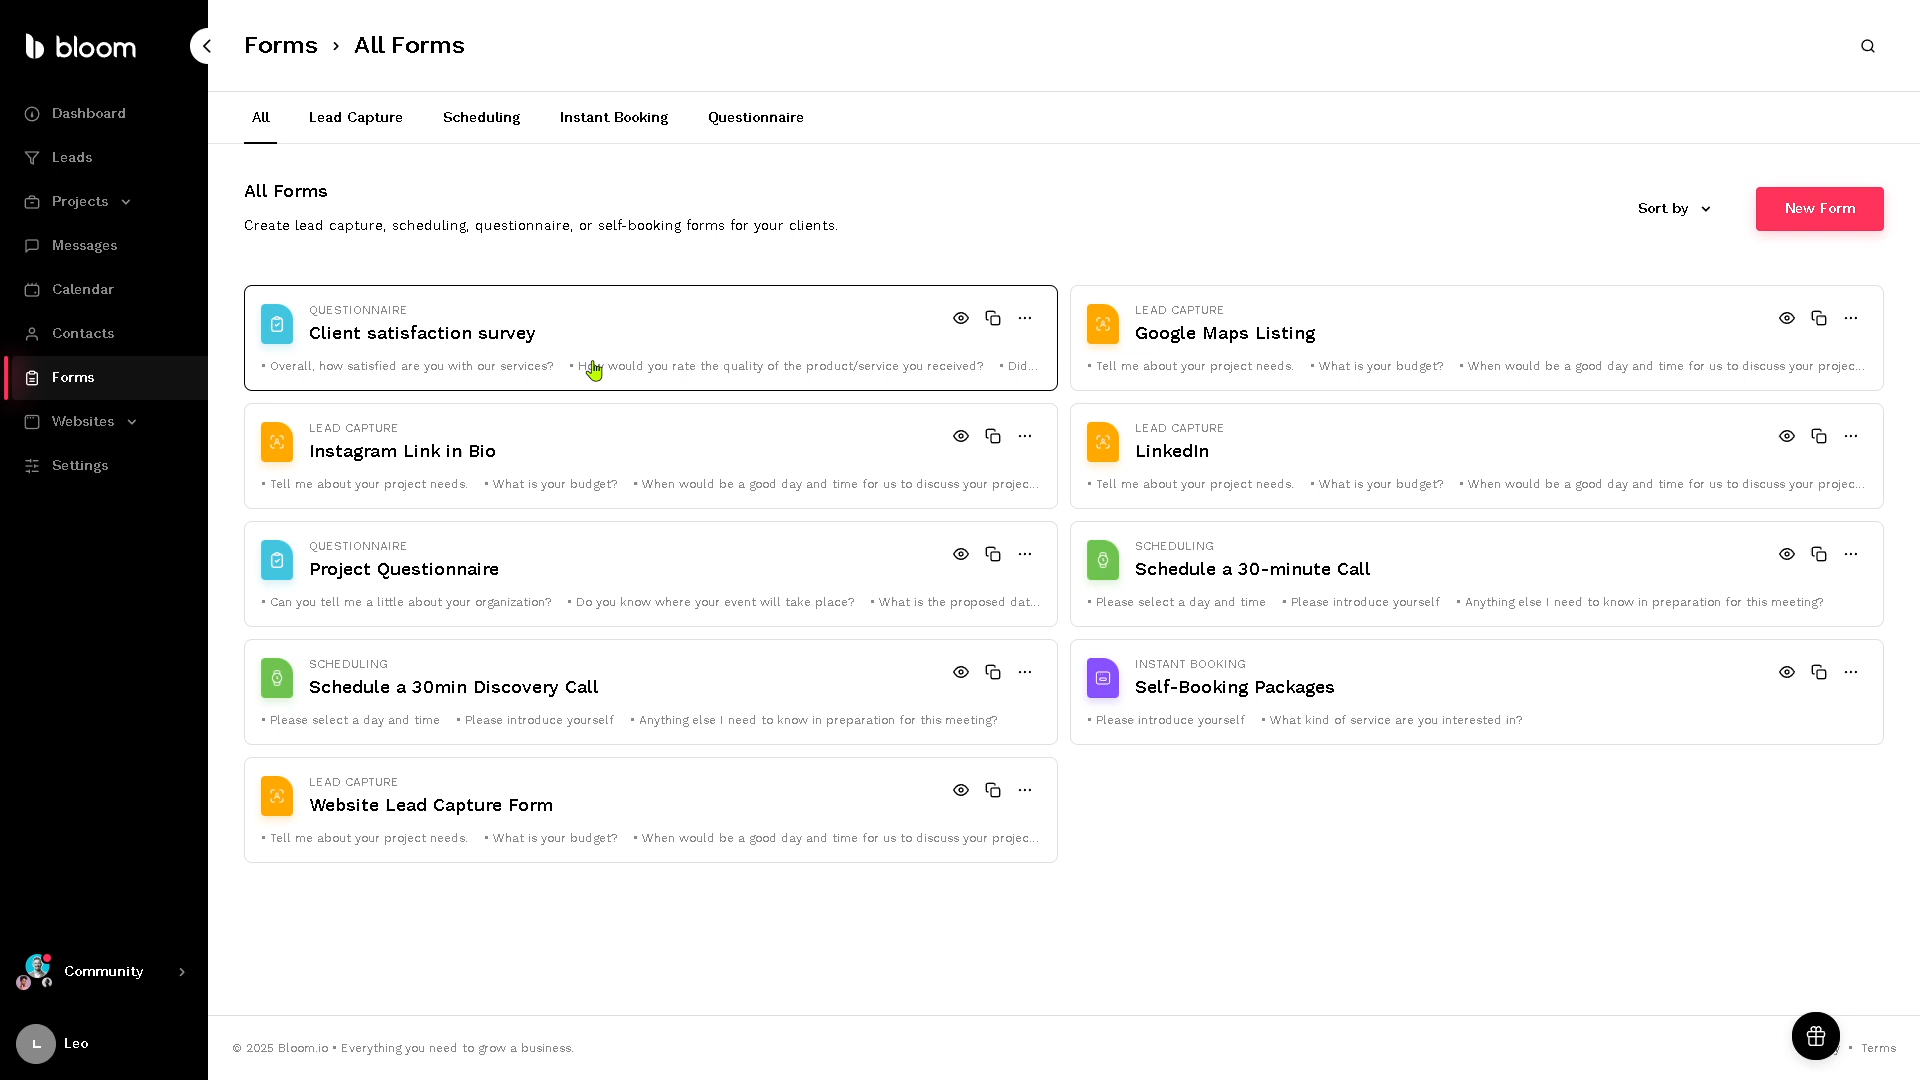 bloom
Forms › All Forms
Dashboard
Leads
Projects
Messages
Calendar
Contacts
Forms
Websites
Settings
Community
L
Leo
All
Lead Capture
Scheduling
Instant Booking
Questionnaire
All Forms
Create lead capture, scheduling, questionnaire, or self-booking forms for your clients.
Sort by
New Form
QUESTIONNAIRE
Client satisfaction survey
• Overall, how satisfied are you with our services? • How would you rate the quality of the product/service you received? • Did...
LEAD CAPTURE
Google Maps Listing
• Tell me about your project needs. • What is your budget? • When would be a good day and time for us to discuss your projec...
LEAD CAPTURE
Instagram Link in Bio
• Tell me about your project needs. • What is your budget? • When would be a good day and time for us to discuss your projec...
LEAD CAPTURE
LinkedIn
• Tell me about your project needs. • What is your budget? • When would be a good day and time for us to discuss your projec...
QUESTIONNAIRE
Project Questionnaire
• Can you tell me a little about your organization? • Do you know where your event will take place? • What is the proposed dat...
SCHEDULING
Schedule a 30-minute Call
• Please select a day and time • Please introduce yourself • Anything else I need to know in preparation for this meeting?
SCHEDULING
Schedule a 30min Discovery Call
• Please select a day and time • Please introduce yourself • Anything else I need to know in preparation for this meeting?
INSTANT BOOKING
Self-Booking Packages
• Please introduce yourself • What kind of service are you interested in?
LEAD CAPTURE
Website Lead Capture Form
• Tell me about your project needs. • What is your budget? • When would be a good day and time for us to discuss your projec...
© 2025 Bloom.io • Everything you need to grow a business.
• Terms